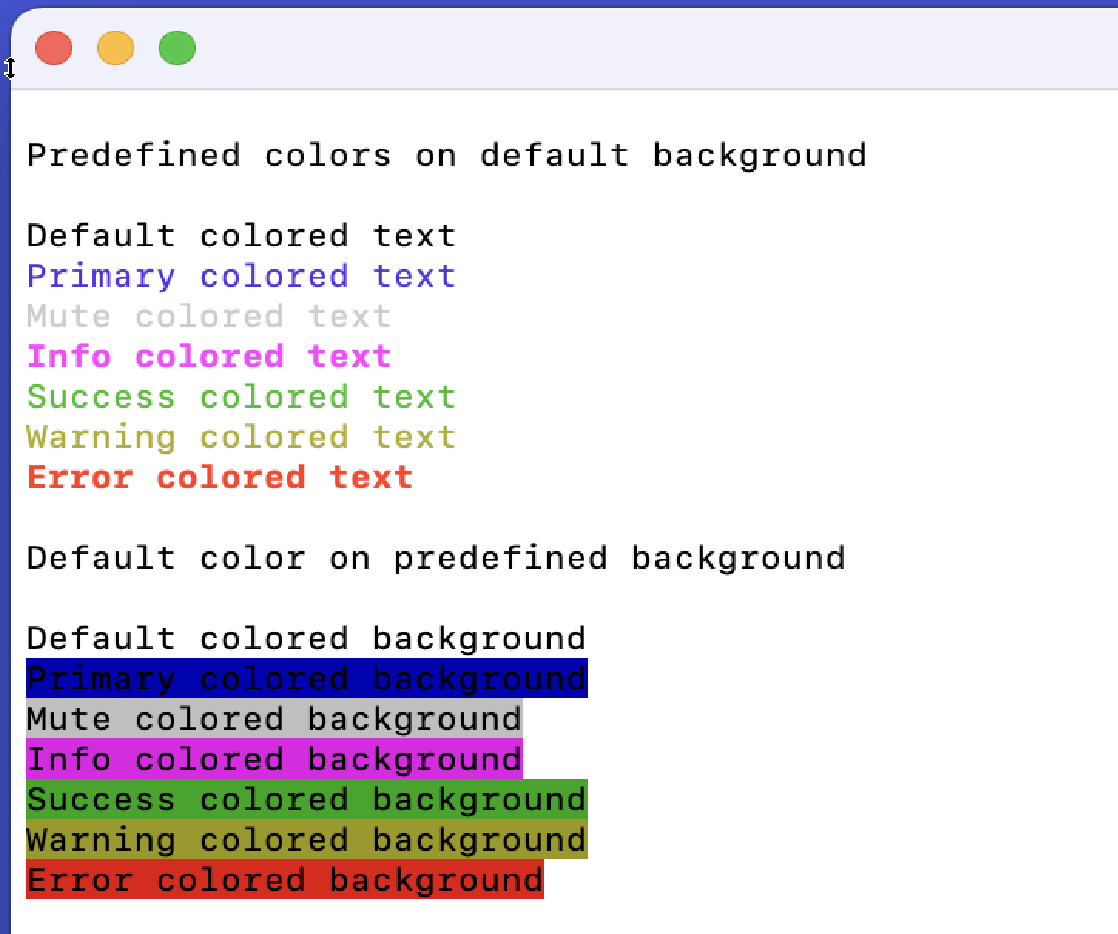 Predefined colors on default background
Default colored text
Primary colored text
Mute colored text
Info colored text
Success colored text
Warning colored text
Error colored text
Default color on predefined background
Default colored background
Primary colored background
Mute colored background
Info colored background
Success colored background
Warning colored background
Error colored background